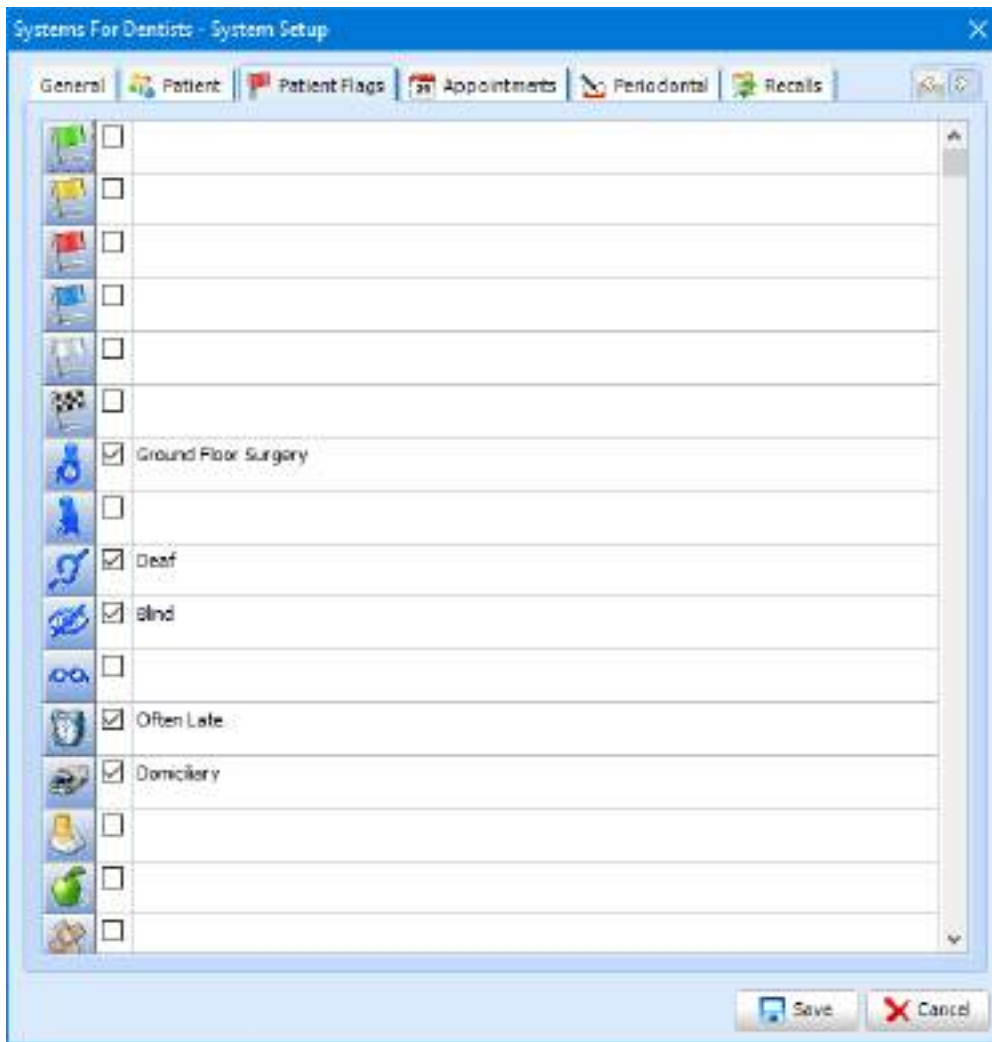 Systems For Dentists - System Setup
General Patient Patient Flags Appointments Periodontal Recalls
Ground Floor Surgery
Deaf
Blind
Often Late
Domiciliary
Save Cancel